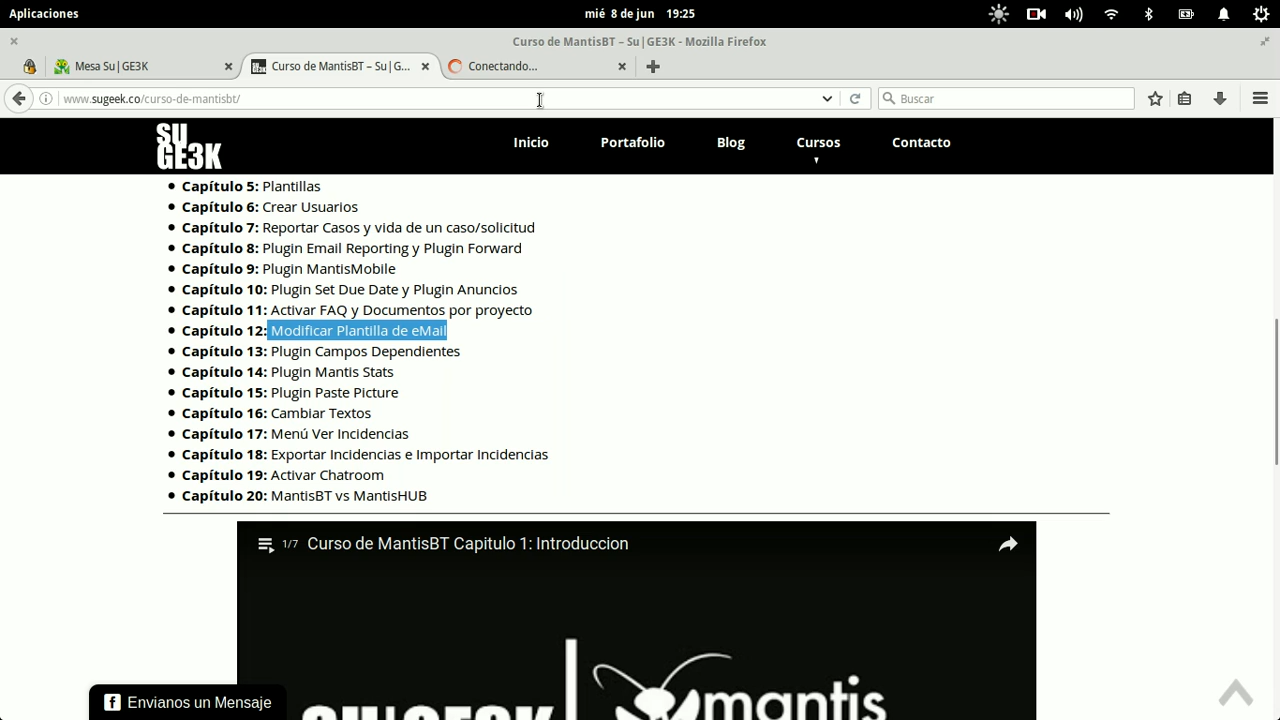 Aplicaciones
mié 8 de jun 19:25
Curso de MantisBT – Su|GE3K - Mozilla Firefox
Mesa Su|GE3K
Curso de MantisBT – Su|G...
Conectando...
www.sugeek.co/curso-de-mantisbt/
Buscar
SU
GE3K
Inicio
Portafolio
Blog
Cursos
Contacto
Capítulo 5: Plantillas
Capítulo 6: Crear Usuarios
Capítulo 7: Reportar Casos y vida de un caso/solicitud
Capítulo 8: Plugin Email Reporting y Plugin Forward
Capítulo 9: Plugin MantisMobile
Capítulo 10: Plugin Set Due Date y Plugin Anuncios
Capítulo 11: Activar FAQ y Documentos por proyecto
Capítulo 12: Modificar Plantilla de eMail
Capítulo 13: Plugin Campos Dependientes
Capítulo 14: Plugin Mantis Stats
Capítulo 15: Plugin Paste Picture
Capítulo 16: Cambiar Textos
Capítulo 17: Menú Ver Incidencias
Capítulo 18: Exportar Incidencias e Importar Incidencias
Capítulo 19: Activar Chatroom
Capítulo 20: MantisBT vs MantisHUB
1/7 Curso de MantisBT Capitulo 1: Introduccion
SU|GE3K
mantis
Envianos un Mensaje